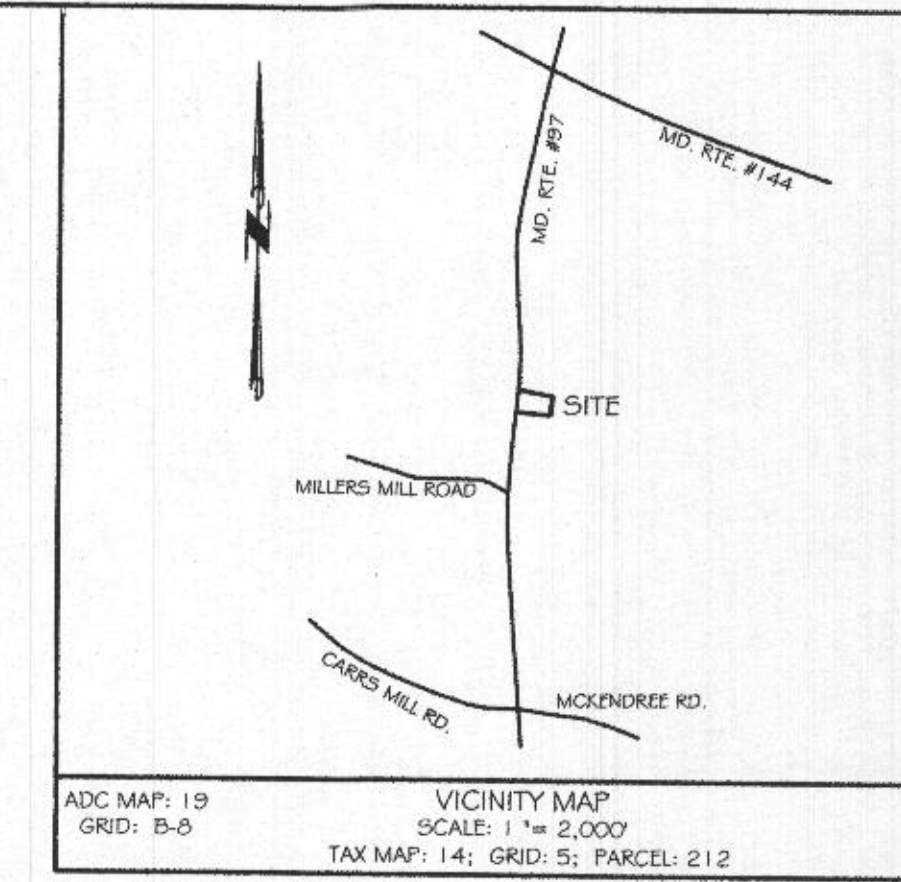 MD. RTE. #97
MD. RTE. #144
N
SITE
MILLERS MILL ROAD
CARRS MILL RD.
MCKENDREE RD.
ADC MAP: 19
GRID: B-8
VICINITY MAP
SCALE: 1 "= 2,000'
TAX MAP: 14; GRID: 5; PARCEL: 212